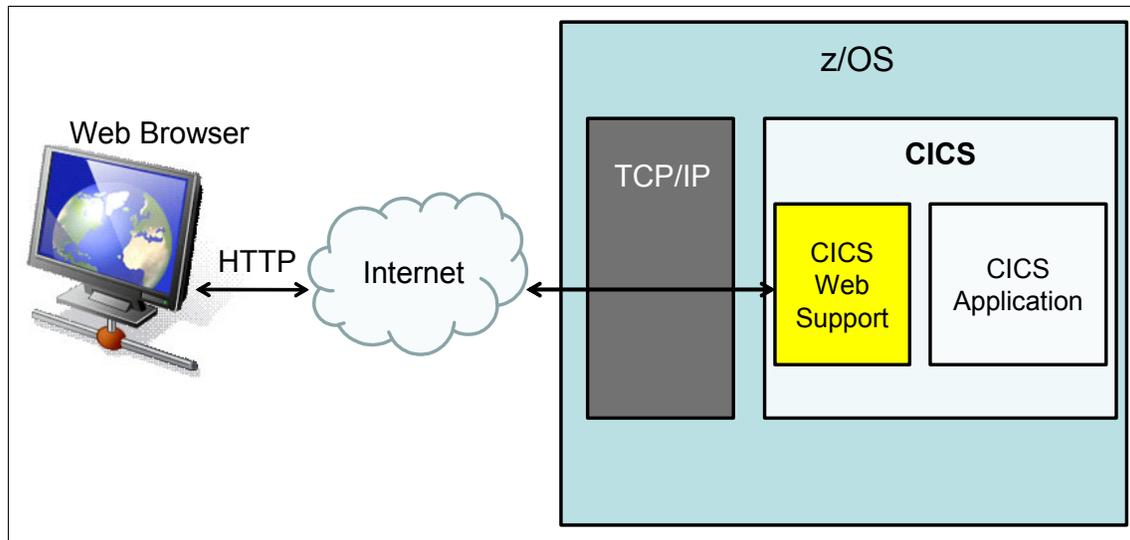 z/OS
Web Browser
TCP/IP
CICS
HTTP
Internet
CICS
Web
Support
CICS
Application